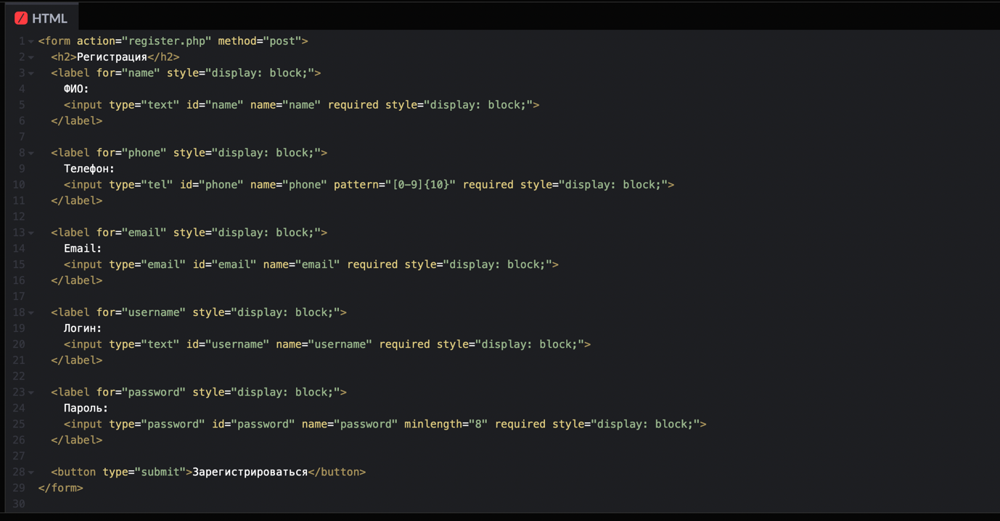 HTML
1 <form action="register.php" method="post">
2   <h2>Регистрация</h2>
3   <label for="name" style="display: block;">
4     ФИО:
5     <input type="text" id="name" name="name" required style="display: block;">
6   </label>
7
8   <label for="phone" style="display: block;">
9     Телефон:
10     <input type="tel" id="phone" name="phone" pattern="[0-9]{10}" required style="display: block;">
11   </label>
12
13   <label for="email" style="display: block;">
14     Email:
15     <input type="email" id="email" name="email" required style="display: block;">
16   </label>
17
18   <label for="username" style="display: block;">
19     Логин:
20     <input type="text" id="username" name="username" required style="display: block;">
21   </label>
22
23   <label for="password" style="display: block;">
24     Пароль:
25     <input type="password" id="password" name="password" minlength="8" required style="display: block;">
26   </label>
27
28   <button type="submit">Зарегистрироваться</button>
29 </form>
30